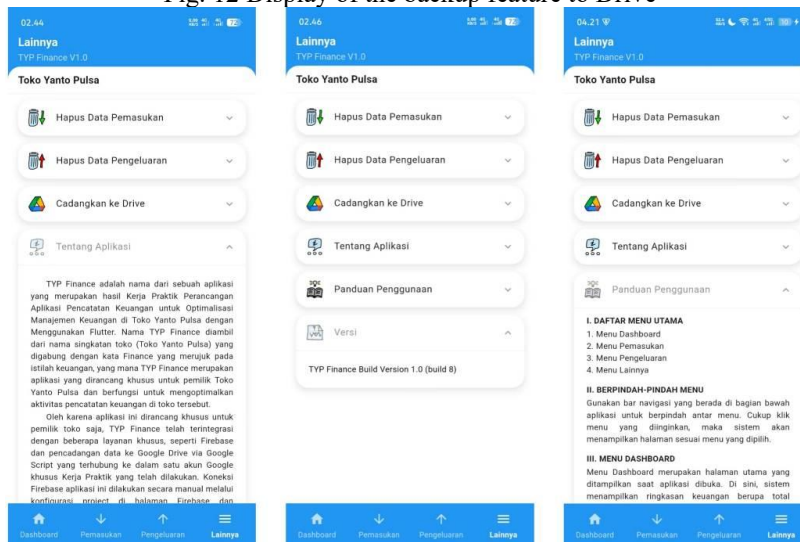 Fig. 12 Display of the backup feature to Drive
02.44
72
Lainnya
TYP Finance V1.0
Toko Yanto Pulsa
Hapus Data Pemasukan
Hapus Data Pengeluaran
Cadangkan ke Drive
Tentang Aplikasi
TYP Finance adalah nama dari sebuah aplikasi
yang merupakan hasil Kerja Praktik Perancangan
Aplikasi Pencatatan Keuangan untuk Optimalisasi
Manajemen Keuangan di Toko Yanto Pulsa dengan
Menggunakan Flutter. Nama TYP Finance diambil
dari nama singkatan toko (Toko Yanto Pulsa) yang
digabung dengan kata Finance yang merujuk pada
istilah keuangan, yang mana TYP Finance merupakan
aplikasi yang dirancang khusus untuk pemilik Toko
Yanto Pulsa dan berfungsi untuk mengoptimalkan
aktivitas pencatatan keuangan di toko tersebut.
Oleh karena aplikasi ini dirancang khusus untuk
pemilik toko saja, TYP Finance telah terintegrasi
dengan beberapa layanan khusus, seperti Firebase
dan pencadangan data ke Google Drive via Google
Script yang terhubung ke dalam satu akun Google
khusus Kerja Praktik yang telah dilakukan. Koneksi
Firebase aplikasi ini dilakukan secara manual melalui
konfigurasi project di halaman Firebase dan
Dashboard
Pemasukan
Pengeluaran
Lainnya
02.46
72
Lainnya
TYP Finance V1.0
Toko Yanto Pulsa
Hapus Data Pemasukan
Hapus Data Pengeluaran
Cadangkan ke Drive
Tentang Aplikasi
Panduan Penggunaan
Versi
TYP Finance Build Version 1.0 (build 8)
Dashboard
Pemasukan
Pengeluaran
Lainnya
04.21
100
Lainnya
TYP Finance V1.0
Toko Yanto Pulsa
Hapus Data Pemasukan
Hapus Data Pengeluaran
Cadangkan ke Drive
Tentang Aplikasi
Panduan Penggunaan
I. DAFTAR MENU UTAMA
1. Menu Dashboard
2. Menu Pemasukan
3. Menu Pengeluaran
4. Menu Lainnya
II. BERPINDAH-PINDAH MENU
Gunakan bar navigasi yang berada di bagian bawah
aplikasi untuk berpindah antar menu. Cukup klik
menu yang diinginkan, maka sistem akan
menampilkan halaman sesuai menu yang dipilih.
III. MENU DASHBOARD
Menu Dashboard merupakan halaman utama yang
ditampilkan saat aplikasi dibuka. Di sini, sistem
menampilkan ringkasan keuangan berupa total
Dashboard
Pemasukan
Pengeluaran
Lainnya